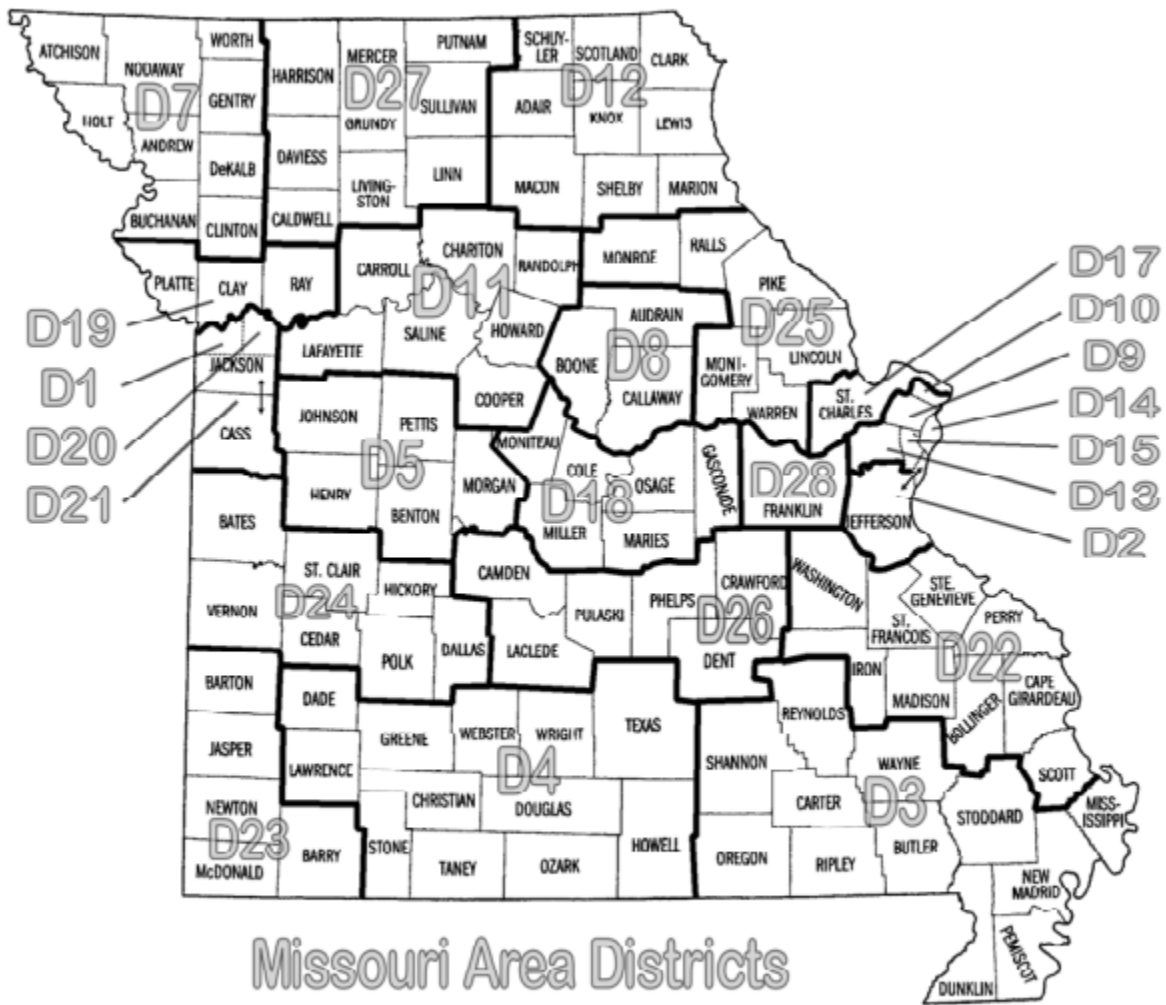 WORTH
PUTNAM
SCHUY-
LER
SCOTLAND
CLARK
ATCHISON
NODAWAY
MERCER
HARRISON
D7
D27
D12
GENTRY
SULLIVAN
ADAIR
KNOX
LEWIS
HOLT
ANDREW
GRUNDY
DAVIESS
DeKALB
LINN
LIVING-
STON
MACON
SHELBY
MARION
BUCHANAN
CLINTON
CALDWELL
CHARITON
RALLS
MONROE
PLATTE
CLAY
RAY
CARROLL
RANDOLPH
D11
PIKE
D17
D19
SALINE
HOWARD
AUDRAIN
D25
D10
LAFAYETTE
BOONE
D8
LINCOLN
D9
JACKSON
MONT-
GOMERY
D1
COOPER
CALLAWAY
WARREN
ST.
CHARLES
D14
JOHNSON
PETTIS
CASS
D20
MONITEAU
D15
D5
COLE
OSAGE
GASCONADE
D28
D13
D21
HENRY
MORGAN
D18
FRANKLIN
BENTON
MILLER
MARIES
JEFFERSON
D2
BATES
ST. CLAIR
HICKORY
CAMDEN
CRAWFORD
WASHINGTON
STE.
GENEVIEVE
VERNON
D24
PULASKI
PHELPS
D26
ST.
FRANCOIS
PERRY
CEDAR
POLK
DALLAS
LACLEDE
DENT
IRON
D22
BARTON
DADE
MADISON
BOLLINGER
CAPE
GIRARDEAU
GREENE
WEBSTER
WRIGHT
TEXAS
REYNOLDS
JASPER
LAWRENCE
D4
SHANNON
WAYNE
SCOTT
NEWTON
CHRISTIAN
DOUGLAS
CARTER
D3
STODDARD
MISS-
ISSIPPI
D23
BARRY
STONE
TANEY
OZARK
HOWELL
OREGON
RIPLEY
BUTLER
McDONALD
NEW
MADRID
PEMISCOT
DUNKLIN
Missouri Area Districts